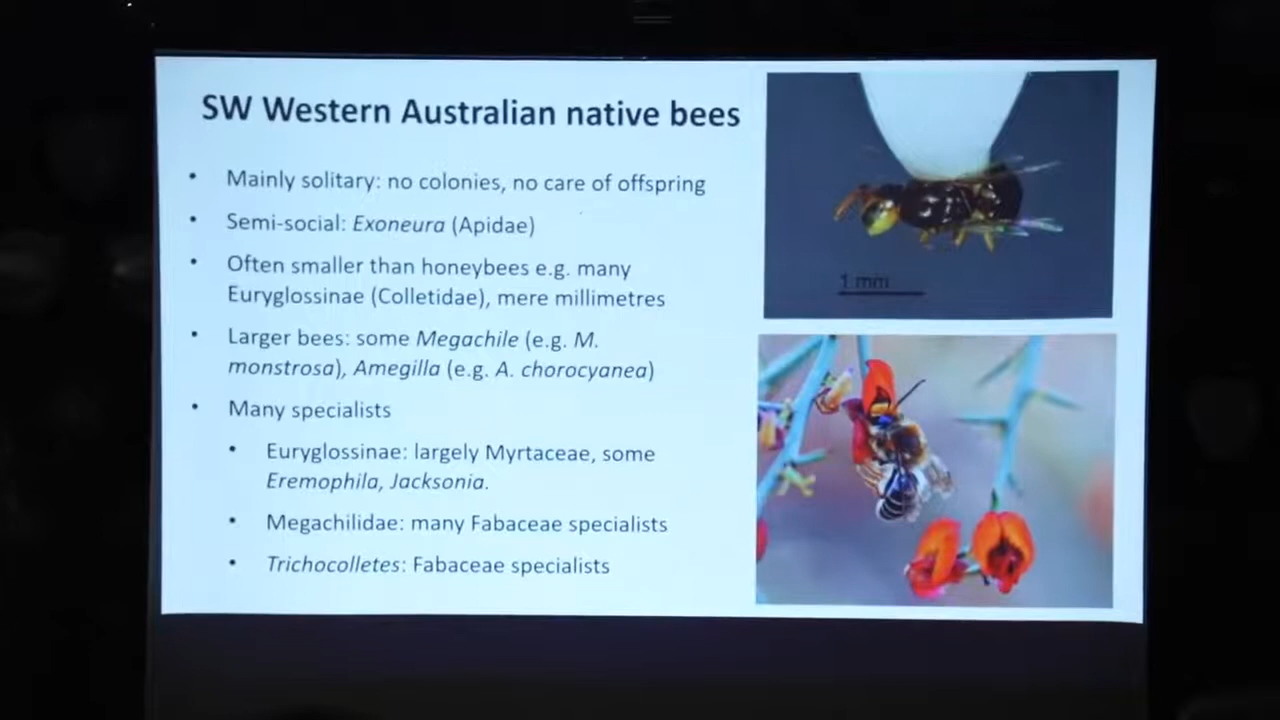 SW Western Australian native bees
• Mainly solitary: no colonies, no care of offspring
• Semi-social: Exoneura (Apidae)
• Often smaller than honeybees e.g. many
Euryglossinae (Colletidae), mere millimetres
• Larger bees: some Megachile (e.g. M.
monstrosa), Amegilla (e.g. A. chorocyanea)
• Many specialists
• Euryglossinae: largely Myrtaceae, some
Eremophila, Jacksonia.
• Megachilidae: many Fabaceae specialists
• Trichocolletes: Fabaceae specialists
1 mm